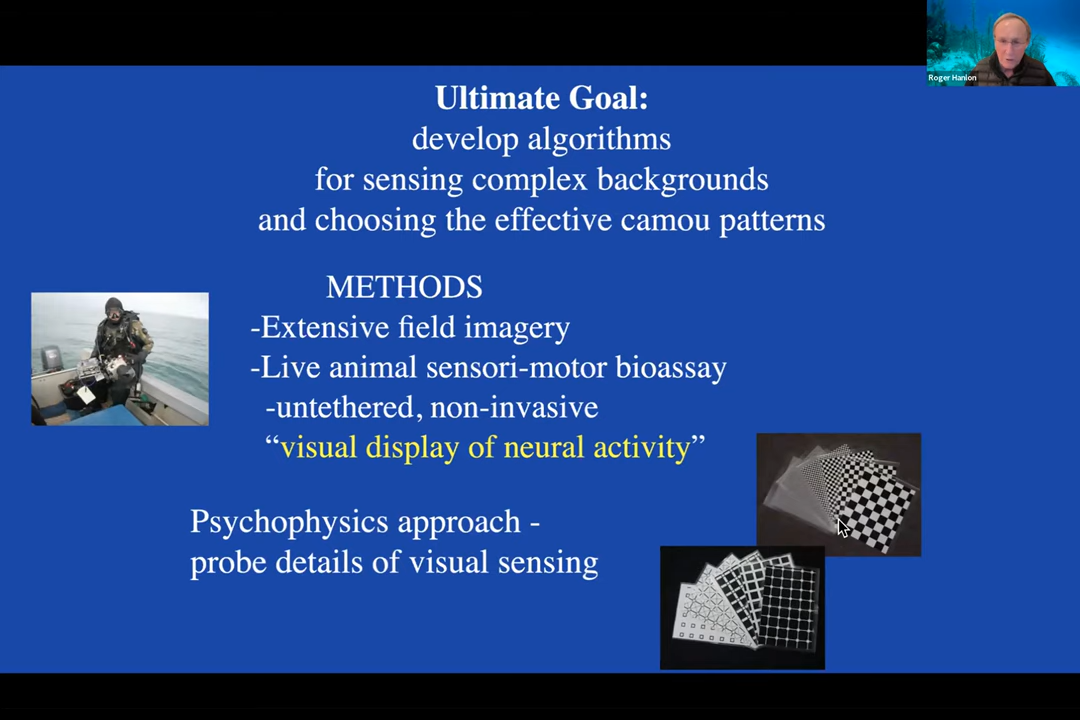 Roger Hanlon
Ultimate Goal:
develop algorithms
for sensing complex backgrounds
and choosing the effective camou patterns
METHODS
-Extensive field imagery
-Live animal sensori-motor bioassay
-untethered, non-invasive
“visual display of neural activity”
Psychophysics approach -
probe details of visual sensing